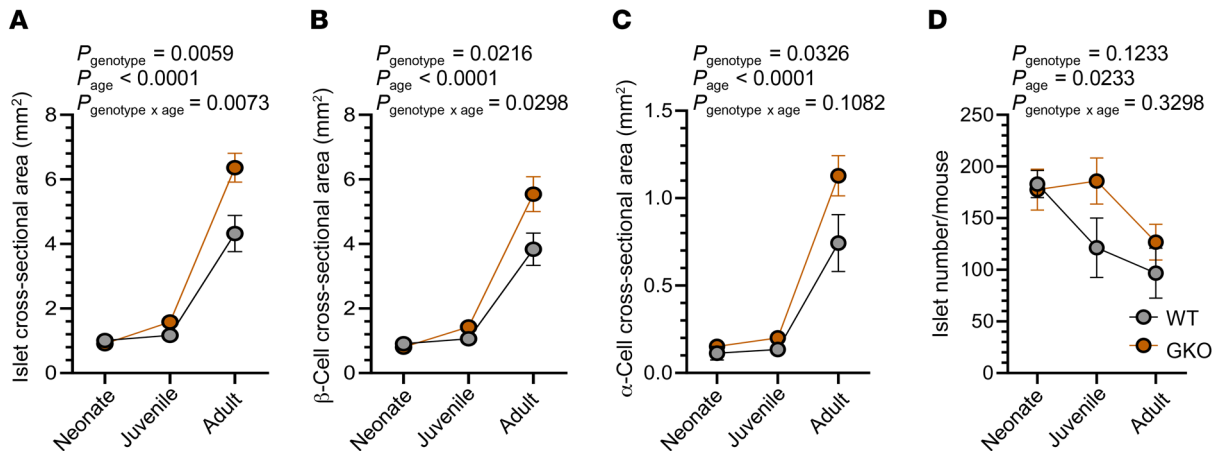 A
P genotype = 0.0059
P age < 0.0001
P genotype x age = 0.0073
Islet cross-sectional area (mm²)
8
6
4
2
0
Neonate
Juvenile
Adult
B
P genotype = 0.0216
P age < 0.0001
P genotype x age = 0.0298
β-Cell cross-sectional area (mm²)
8
6
4
2
0
Neonate
Juvenile
Adult
C
P genotype = 0.0326
P age < 0.0001
P genotype x age = 0.1082
α-Cell cross-sectional area (mm²)
1.5
1.0
0.5
0.0
Neonate
Juvenile
Adult
D
P genotype = 0.1233
P age = 0.0233
P genotype x age = 0.3298
Islet number/mouse
250
200
150
100
50
0
Neonate
Juvenile
Adult
WT
GKO